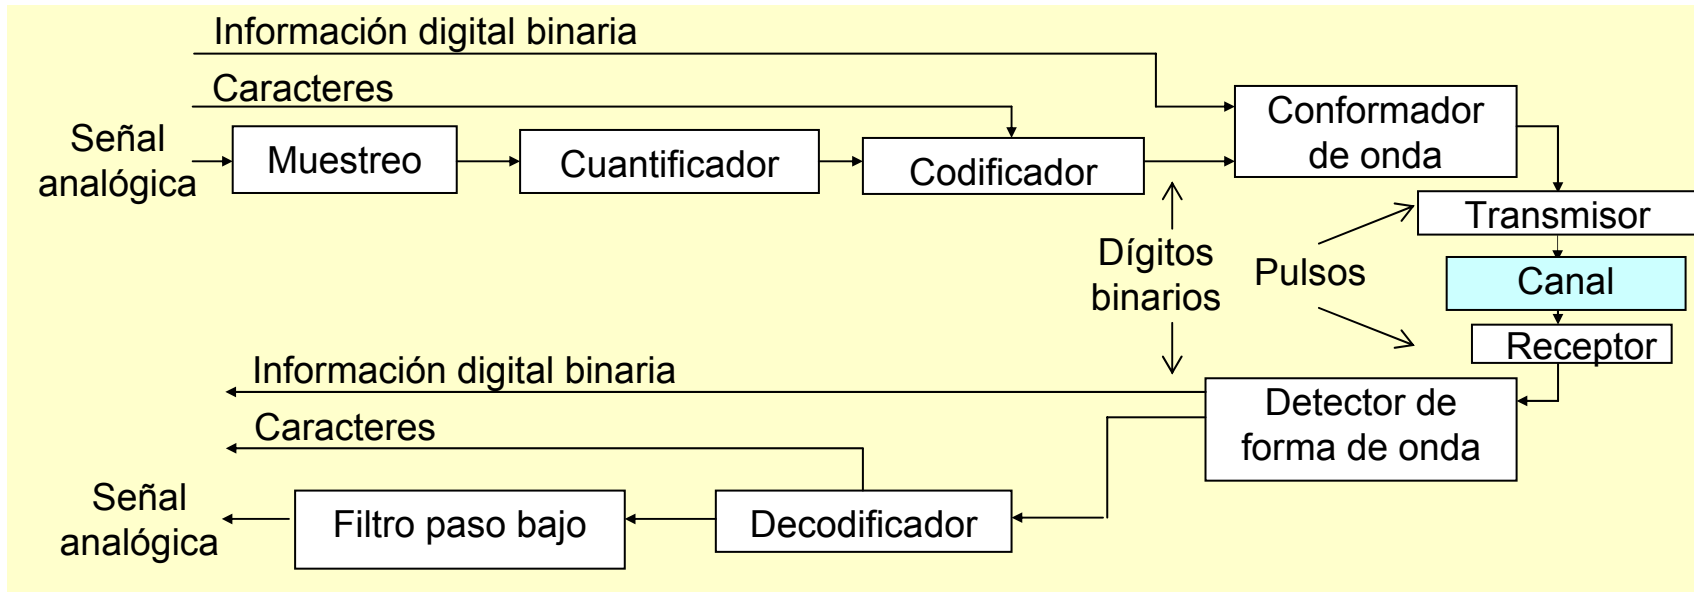 Información digital binaria
Caracteres
Señal
analógica
Muestreo
Cuantificador
Codificador
Conformador
de onda
Transmisor
Dígitos
binarios
Pulsos
Canal
Receptor
Información digital binaria
Caracteres
Detector de
forma de onda
Señal
analógica
Filtro paso bajo
Decodificador